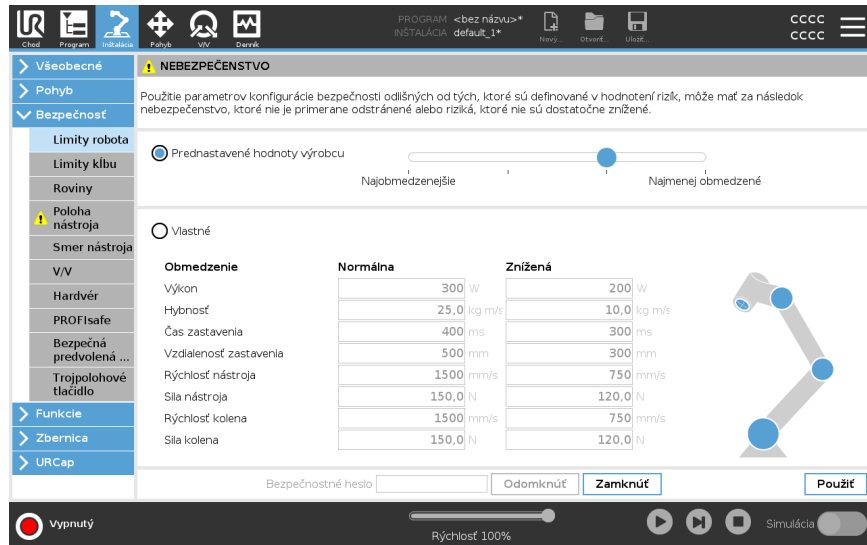 PROGRAM <bez názvu>*
INŠTALÁCIA default_1*
cccc
cccc
Chod
Program
Inštalácia
Pohyb
V/V
Denník
Nový...
Otvoriť...
Uložiť...
Všeobecné
Pohyb
Bezpečnosť
Limity robota
Limity kĺbu
Roviny
Poloha
nástroja
Smer nástroja
V/V
Hardvér
PROFIsafe
Bezpečná
predvolená ...
Trojpolohové
tlačidlo
Funkcie
Zbernica
URCap
NEBEZPEČENSTVO
Použitie parametrov konfigurácie bezpečnosti odlišných od tých, ktoré sú definované v hodnotení rizík, môže mať za následok
nebezpečenstvo, ktoré nie je primerane odstránené alebo riziká, ktoré nie sú dostatočne znížené.
Prednastavené hodnoty výrobcu
Najobmedzenejšie
Najmenej obmedzené
Vlastné
Obmedzenie Normálna Znížená
Výkon 300 W 200 W
Hybnosť 25,0 kg m/s 10,0 kg m/s
Čas zastavenia 400 ms 300 ms
Vzdialenosť zastavenia 500 mm 300 mm
Rýchlosť nástroja 1500 mm/s 750 mm/s
Sila nástroja 150,0 N 120,0 N
Rýchlosť kolena 1500 mm/s 750 mm/s
Sila kolena 150,0 N 120,0 N
Bezpečnostné heslo Odomknúť Zamknúť Použiť
Vypnutý
Rýchlosť 100%
Simulácia